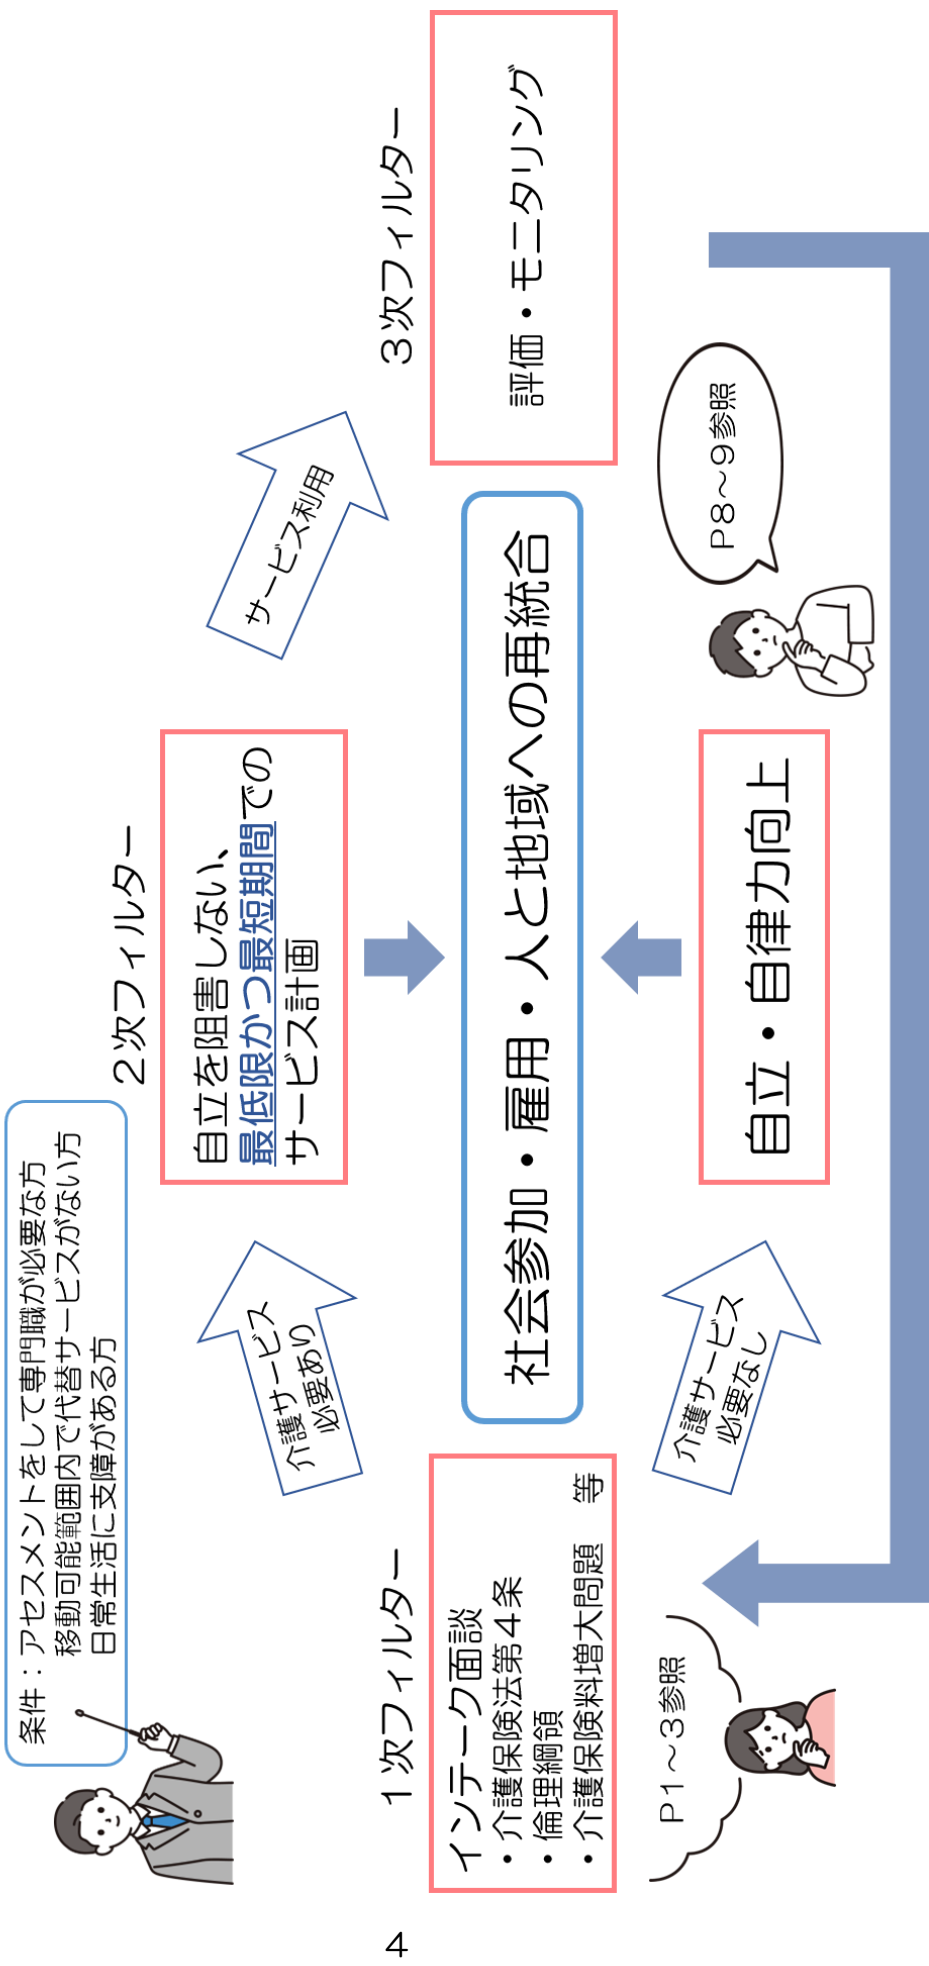 条件：アセスメントをして専門職が必要な方
移動可能範囲内で代替サービスがない方
日常生活に支障がある方
1次フィルター
インテーク面談
・介護保険法第4条
・倫理綱領
・介護保険料増大問題　等
P1～3参照
介護サービス
必要あり
介護サービス
必要なし
2次フィルター
自立を阻害しない、
最低限かつ最短期間での
サービス計画
社会参加・雇用・人と地域への再統合
自立・自律力向上
サービス利用
3次フィルター
評価・モニタリング
P8～9参照
4